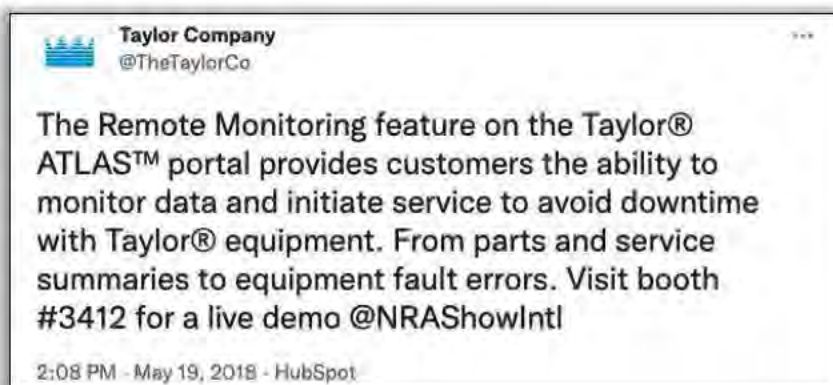 Taylor Company
@TheTaylorCo
The Remote Monitoring feature on the Taylor®
ATLAS™ portal provides customers the ability to
monitor data and initiate service to avoid downtime
with Taylor® equipment. From parts and service
summaries to equipment fault errors. Visit booth
#3412 for a live demo @NRAShowIntl
2:08 PM - May 19, 2018 - HubSpot